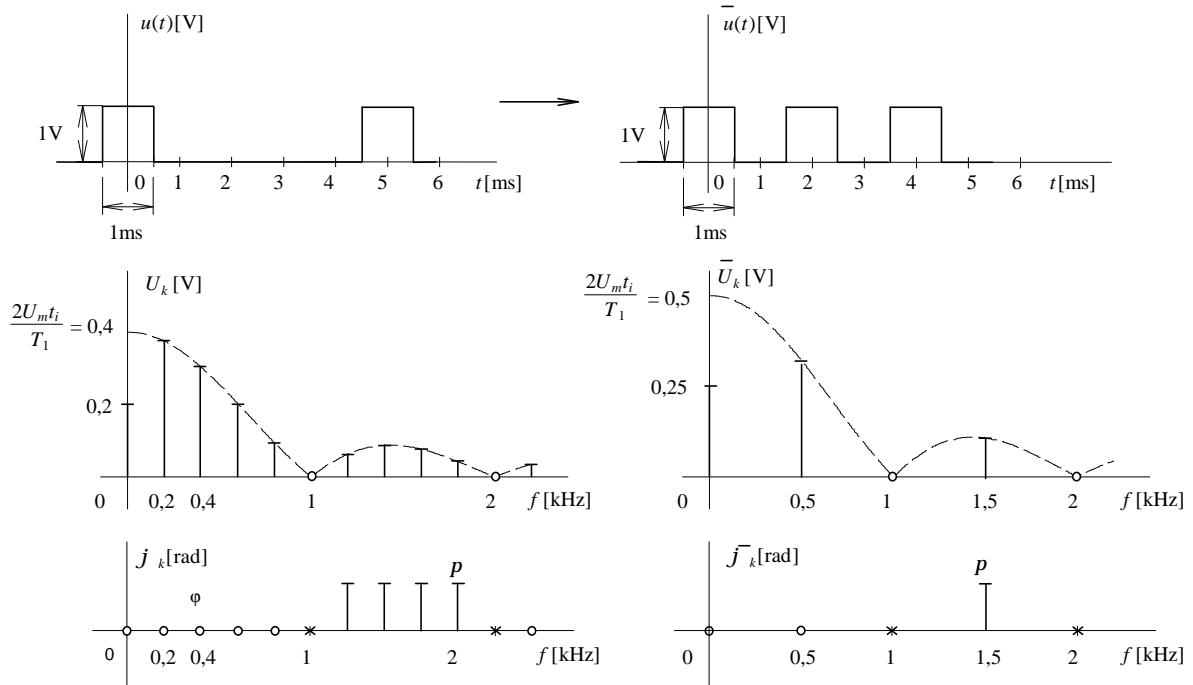 u(t)[V]
1V
0 1 2 3 4 5 6 t[ms]
1ms
u̅(t)[V]
1V
0 1 2 3 4 5 6 t[ms]
1ms
U_k [V]
2U_m t_i / T_1 = 0,4
0,2
0 0,2 0,4 1 2 f [kHz]
U̅_k [V]
2U_m t_i / T_1 = 0,5
0,25
0 0,5 1 1,5 2 f [kHz]
j_k[rad]
p
φ
0 0,2 0,4 1 2 f [kHz]
j̅_k[rad]
p
0 0,5 1 1,5 2 f [kHz]